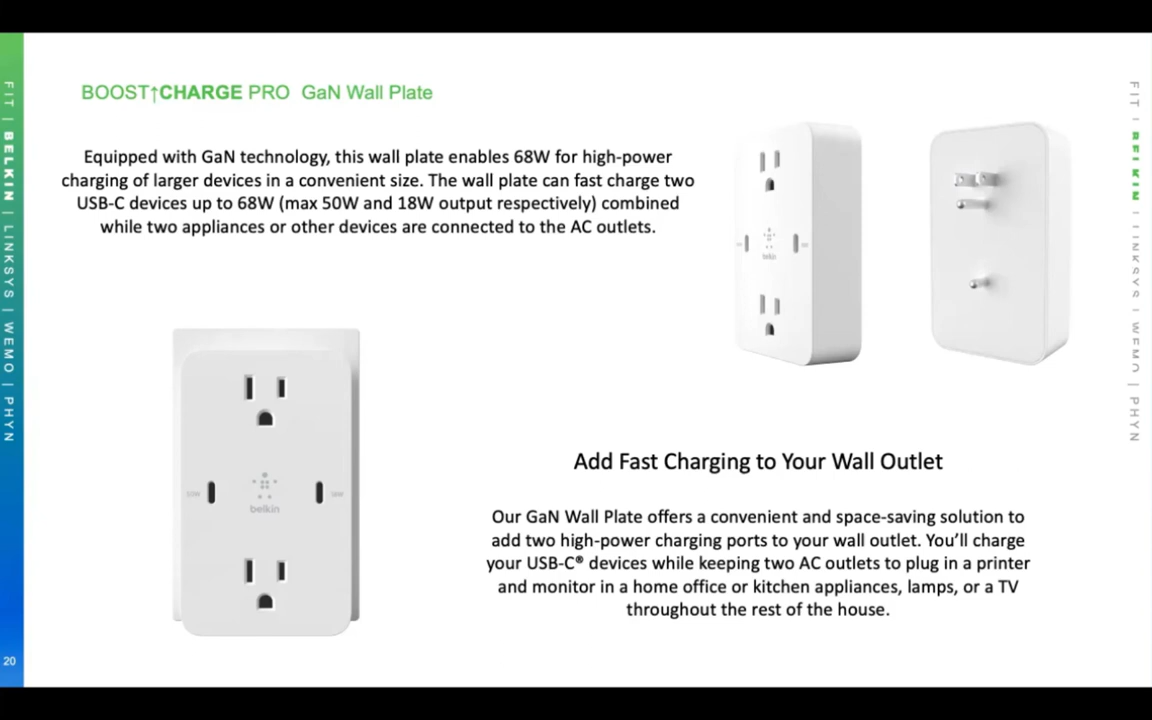 FIT | BELKIN | LINKSYS | WEMO | PHYN
BOOST↑CHARGE PRO GaN Wall Plate
Equipped with GaN technology, this wall plate enables 68W for high-power
charging of larger devices in a convenient size. The wall plate can fast charge two
USB-C devices up to 68W (max 50W and 18W output respectively) combined
while two appliances or other devices are connected to the AC outlets.
belkin
belkin
Add Fast Charging to Your Wall Outlet
Our GaN Wall Plate offers a convenient and space-saving solution to
add two high-power charging ports to your wall outlet. You’ll charge
your USB-C® devices while keeping two AC outlets to plug in a printer
and monitor in a home office or kitchen appliances, lamps, or a TV
throughout the rest of the house.
20
FIT | BELKIN | LINKSYS | WEMO | PHYN